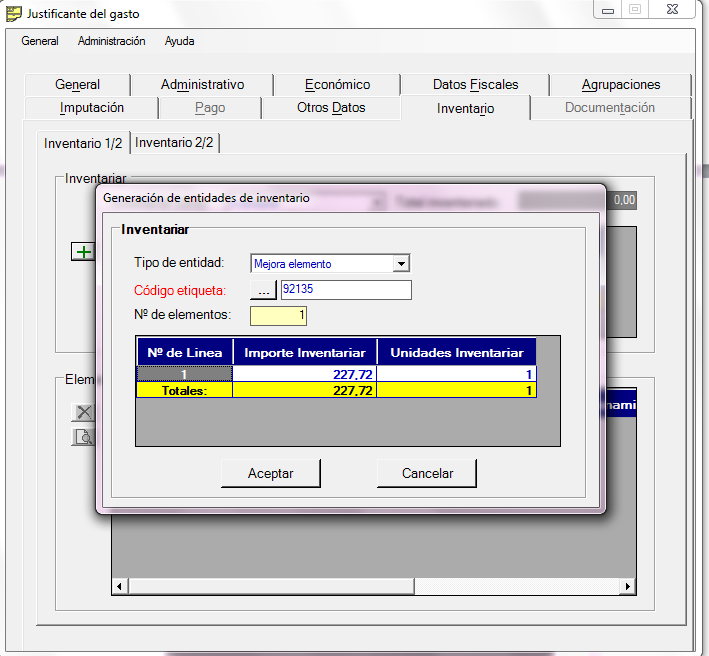 Justificante del gasto
General Administración Ayuda
General Administrativo Económico Datos Fiscales Agrupaciones
Imputación Pago Otros Datos Inventario Documentación
Inventario 1/2 Inventario 2/2
Inventariar
0,00
Generación de entidades de inventario
Inventariar
Tipo de entidad: Mejora elemento
Código etiqueta: ... 92135
Nº de elementos: 1
Nº de Linea Importe Inventariar Unidades Inventariar
1 227,72 1
Totales: 227,72 1
Aceptar Cancelar
Elem
nami